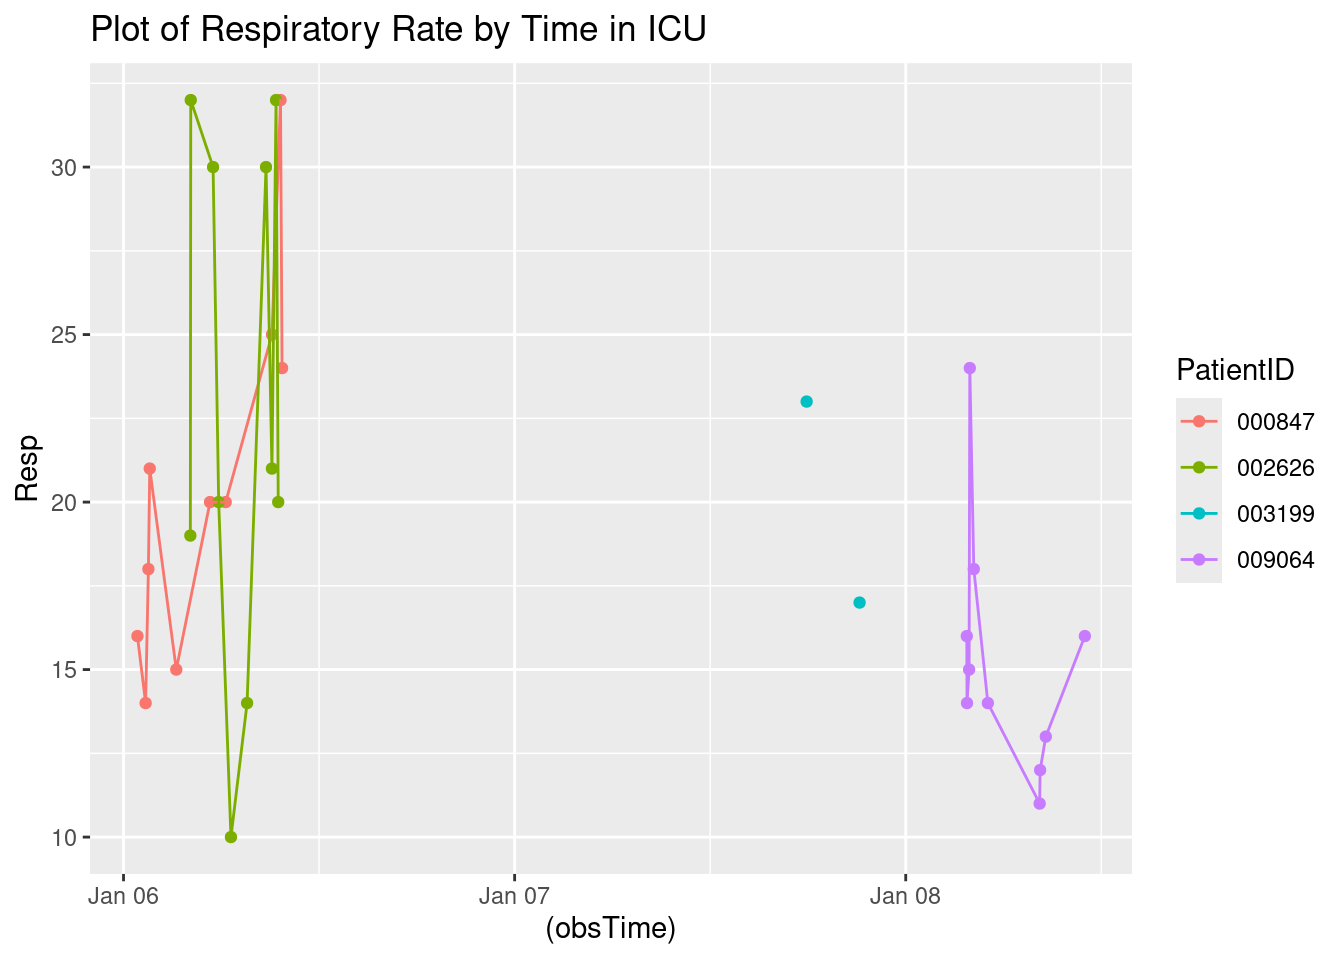 Plot of Respiratory Rate by Time in ICU
30
25
20
15
10
Resp
Jan 06
Jan 07
Jan 08
(obsTime)
PatientID
000847
002626
003199
009064